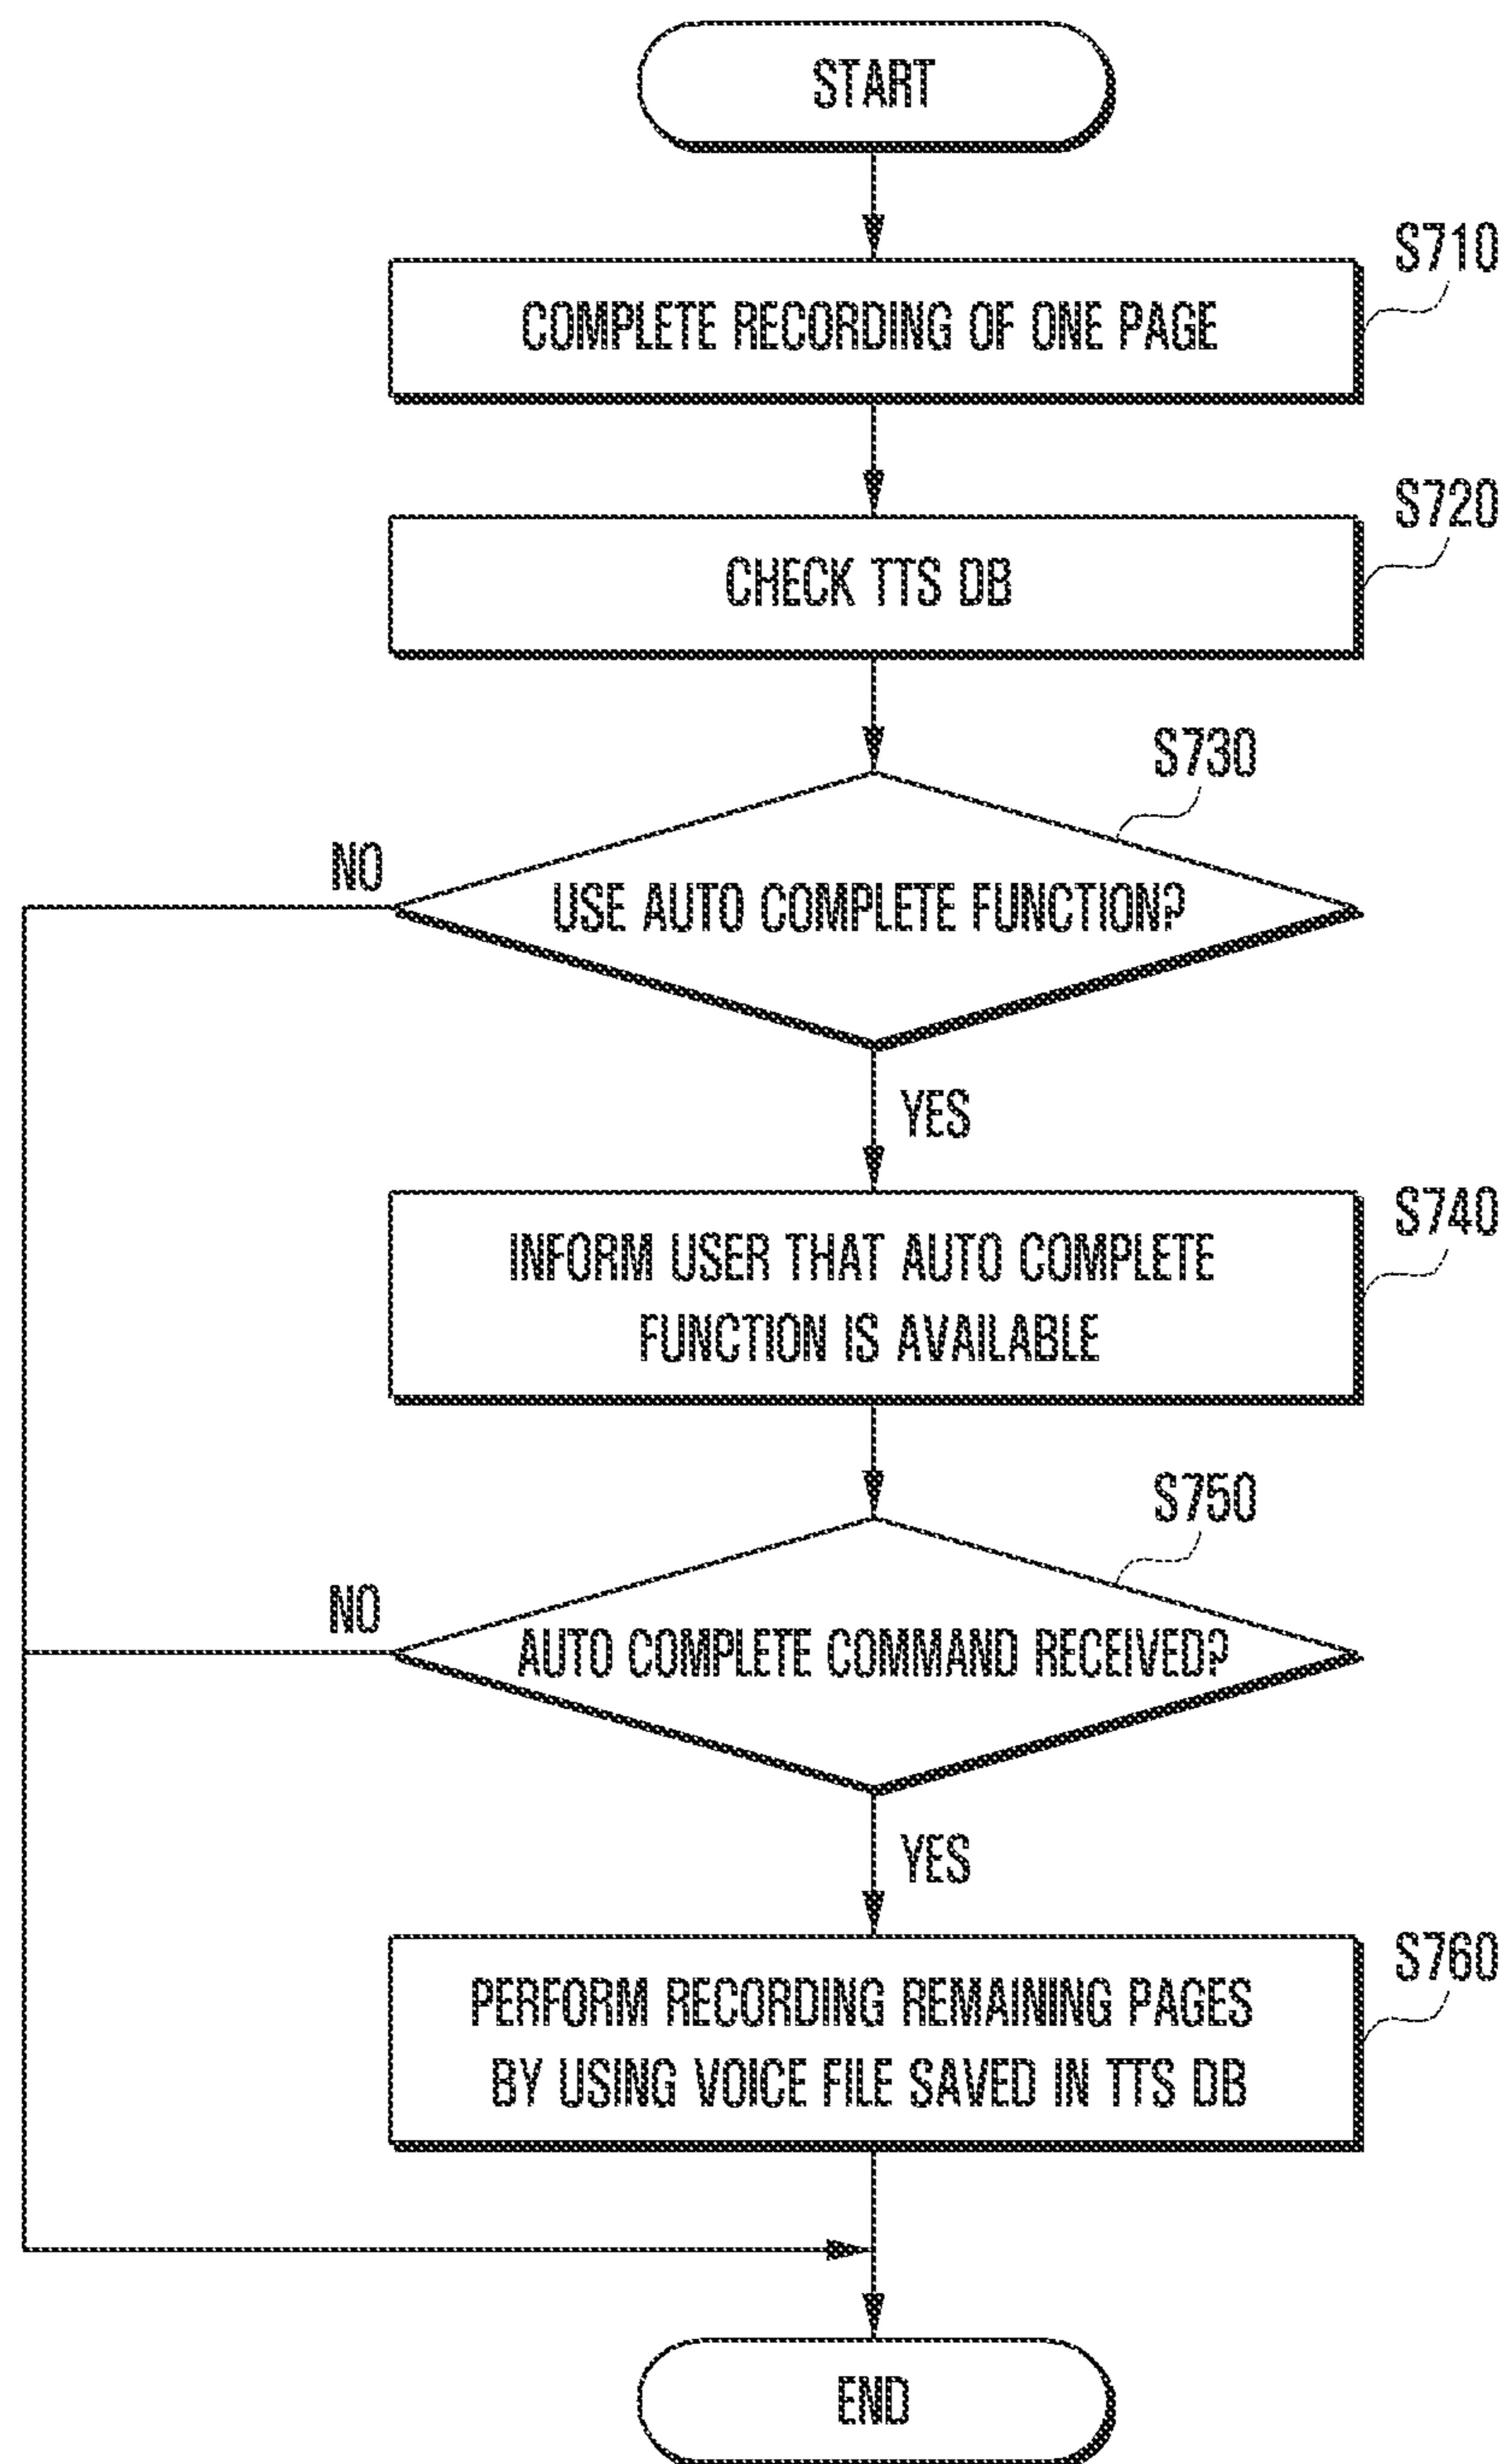 START
S710
COMPLETE RECORDING OF ONE PAGE
S720
CHECK TTS DB
S730
NO
USE AUTO COMPLETE FUNCTION?
YES
S740
INFORM USER THAT AUTO COMPLETE
FUNCTION IS AVAILABLE
S750
NO
AUTO COMPLETE COMMAND RECEIVED?
YES
S760
PERFORM RECORDING REMAINING PAGES
BY USING VOICE FILE SAVED IN TTS DB
END